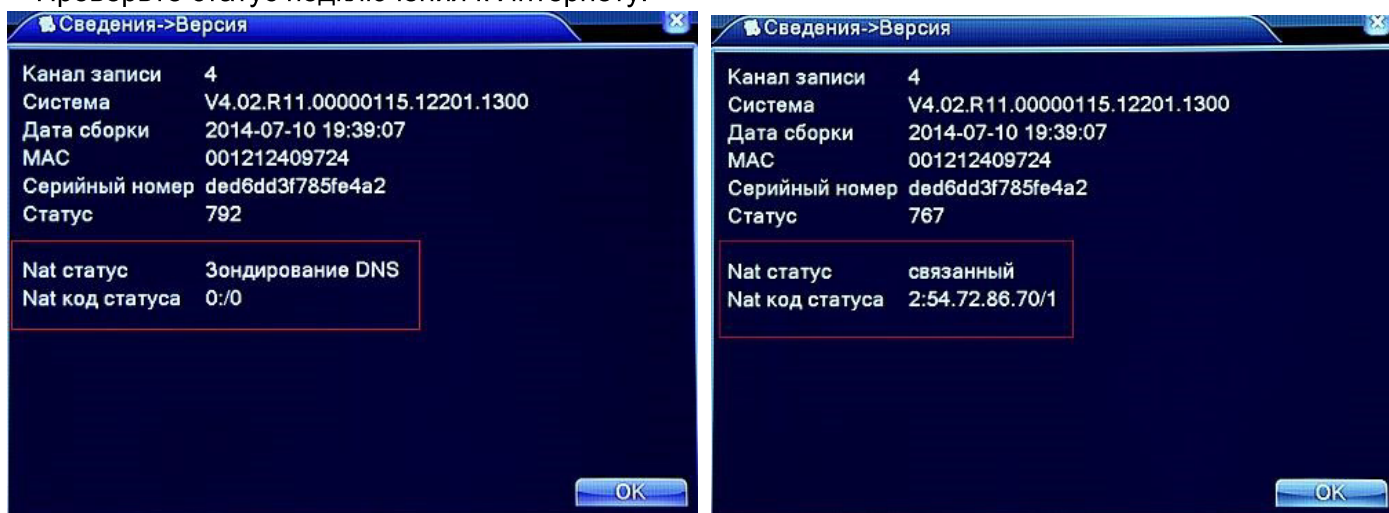 Проверьте статус подключения к Интернету.
Сведения->Версия
Канал записи 4
Система V4.02.R11.00000115.12201.1300
Дата сборки 2014-07-10 19:39:07
MAC 001212409724
Серийный номер ded6dd3f785fe4a2
Статус 792
Nat статус Зондирование DNS
Nat код статуса 0:/0
OK
Сведения->Версия
Канал записи 4
Система V4.02.R11.00000115.12201.1300
Дата сборки 2014-07-10 19:39:07
MAC 001212409724
Серийный номер ded6dd3f785fe4a2
Статус 767
Nat статус связанный
Nat код статуса 2:54.72.86.70/1
OK